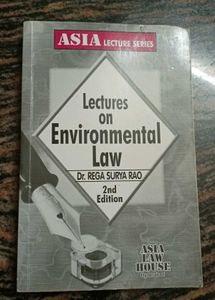 ASIA LECTURE SERIES
Lectures
on
Environmental
Law
Dr. REGA SURYA RAO
2nd
Edition
ASIA
LAW
HOUSE